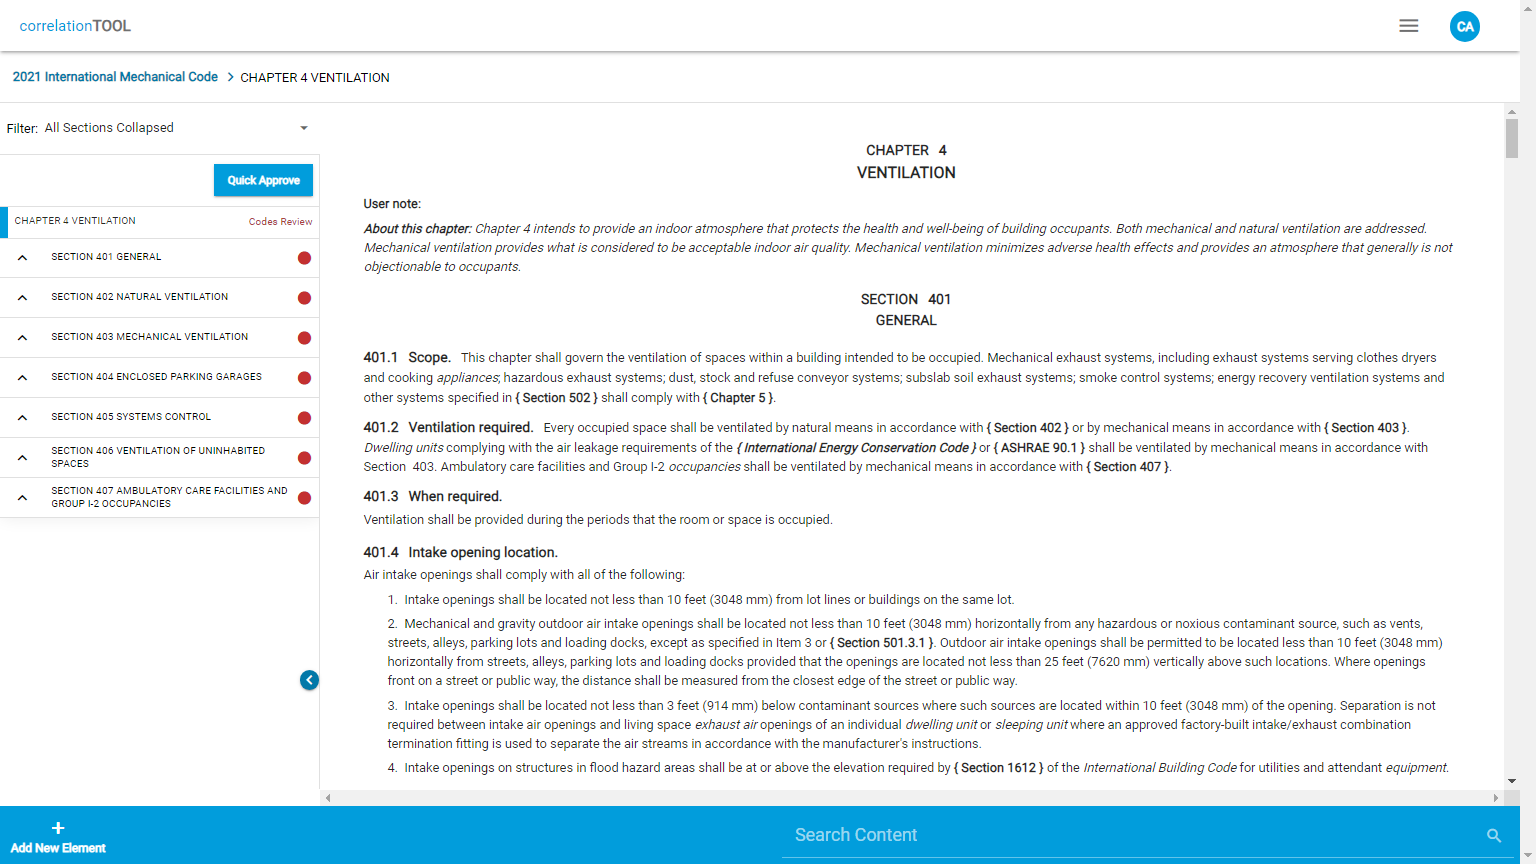 correlationTOOL
CA
2021 International Mechanical Code > CHAPTER 4 VENTILATION
Filter: All Sections Collapsed
Quick Approve
CHAPTER 4 VENTILATION Codes Review
SECTION 401 GENERAL
SECTION 402 NATURAL VENTILATION
SECTION 403 MECHANICAL VENTILATION
SECTION 404 ENCLOSED PARKING GARAGES
SECTION 405 SYSTEMS CONTROL
SECTION 406 VENTILATION OF UNINHABITED
SPACES
SECTION 407 AMBULATORY CARE FACILITIES AND
GROUP I-2 OCCUPANCIES
CHAPTER 4
VENTILATION
User note:
About this chapter: Chapter 4 intends to provide an indoor atmosphere that protects the health and well-being of building occupants. Both mechanical and natural ventilation are addressed.
Mechanical ventilation provides what is considered to be acceptable indoor air quality. Mechanical ventilation minimizes adverse health effects and provides an atmosphere that generally is not
objectionable to occupants.
SECTION 401
GENERAL
401.1 Scope. This chapter shall govern the ventilation of spaces within a building intended to be occupied. Mechanical exhaust systems, including exhaust systems serving clothes dryers
and cooking appliances; hazardous exhaust systems; dust, stock and refuse conveyor systems; subslab soil exhaust systems; smoke control systems; energy recovery ventilation systems and
other systems specified in { Section 502 } shall comply with { Chapter 5 }.
401.2 Ventilation required. Every occupied space shall be ventilated by natural means in accordance with { Section 402 } or by mechanical means in accordance with { Section 403 }.
Dwelling units complying with the air leakage requirements of the { International Energy Conservation Code } or { ASHRAE 90.1 } shall be ventilated by mechanical means in accordance with
Section 403. Ambulatory care facilities and Group I-2 occupancies shall be ventilated by mechanical means in accordance with { Section 407 }.
401.3 When required.
Ventilation shall be provided during the periods that the room or space is occupied.
401.4 Intake opening location.
Air intake openings shall comply with all of the following:
1. Intake openings shall be located not less than 10 feet (3048 mm) from lot lines or buildings on the same lot.
2. Mechanical and gravity outdoor air intake openings shall be located not less than 10 feet (3048 mm) horizontally from any hazardous or noxious contaminant source, such as vents,
streets, alleys, parking lots and loading docks, except as specified in Item 3 or { Section 501.3.1 }. Outdoor air intake openings shall be permitted to be located less than 10 feet (3048 mm)
horizontally from streets, alleys, parking lots and loading docks provided that the openings are located not less than 25 feet (7620 mm) vertically above such locations. Where openings
front on a street or public way, the distance shall be measured from the closest edge of the street or public way.
3. Intake openings shall be located not less than 3 feet (914 mm) below contaminant sources where such sources are located within 10 feet (3048 mm) of the opening. Separation is not
required between intake air openings and living space exhaust air openings of an individual dwelling unit or sleeping unit where an approved factory-built intake/exhaust combination
termination fitting is used to separate the air streams in accordance with the manufacturer's instructions.
4. Intake openings on structures in flood hazard areas shall be at or above the elevation required by { Section 1612 } of the International Building Code for utilities and attendant equipment.
+
Add New Element
Search Content